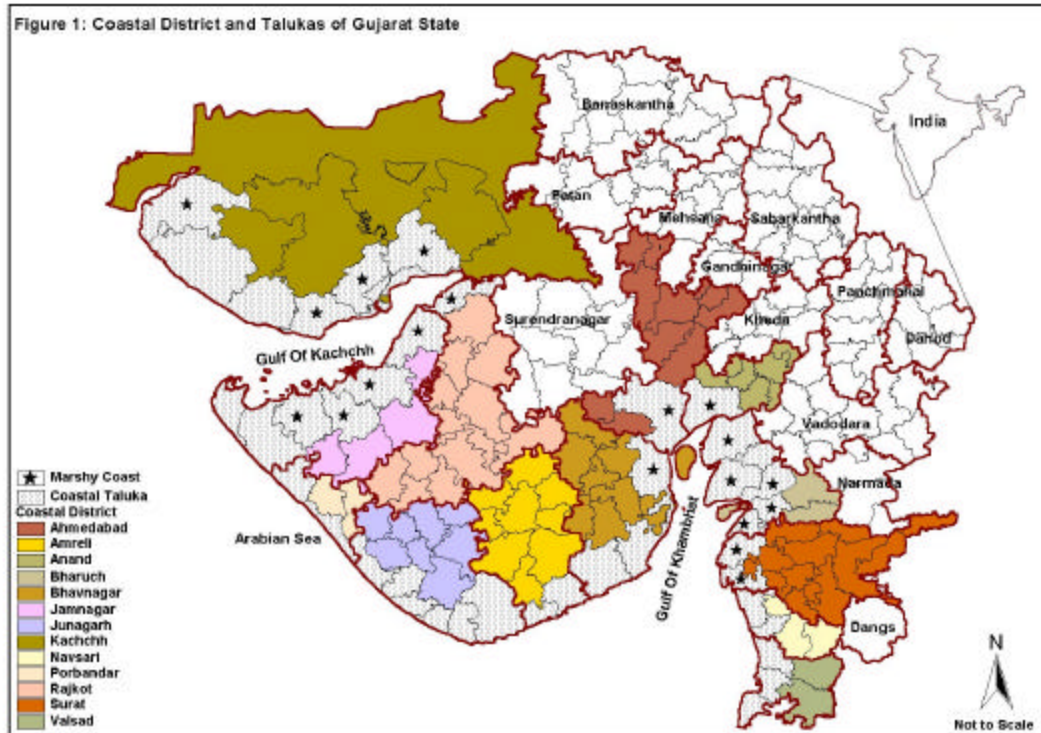 Figure 1: Coastal District and Talukas of Gujarat State
Banaskantha
India
Patan
Mehsana
Sabarkantha
Gandhinagar
Panchmahal
Surendranagar
Kheda
Dahod
Gulf Of Kachchh
Vadodara
Narmada
Arabian Sea
Gulf Of Khambhat
Dangs
Marshy Coast
Coastal Taluka
Coastal District
Ahmedabad
Amreli
Anand
Bharuch
Bhavnagar
Jamnagar
Junagarh
Kachchh
Navsari
Porbandar
Rajkot
Surat
Valsad
N
Not to Scale